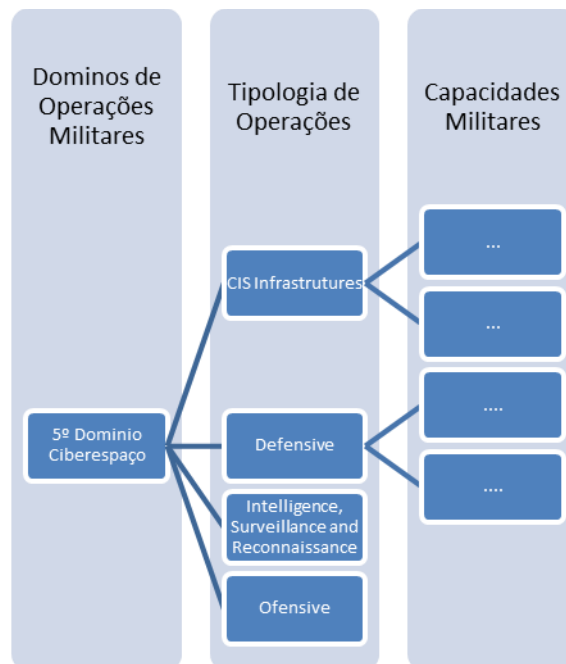 Dominos de
Operações
Militares
Tipologia de
Operações
Capacidades
Militares
5º Dominio
Ciberespaço
CIS Infrastrutures
Defensive
Intelligence,
Surveillance and
Reconnaissance
Ofensive
...
...
....
....